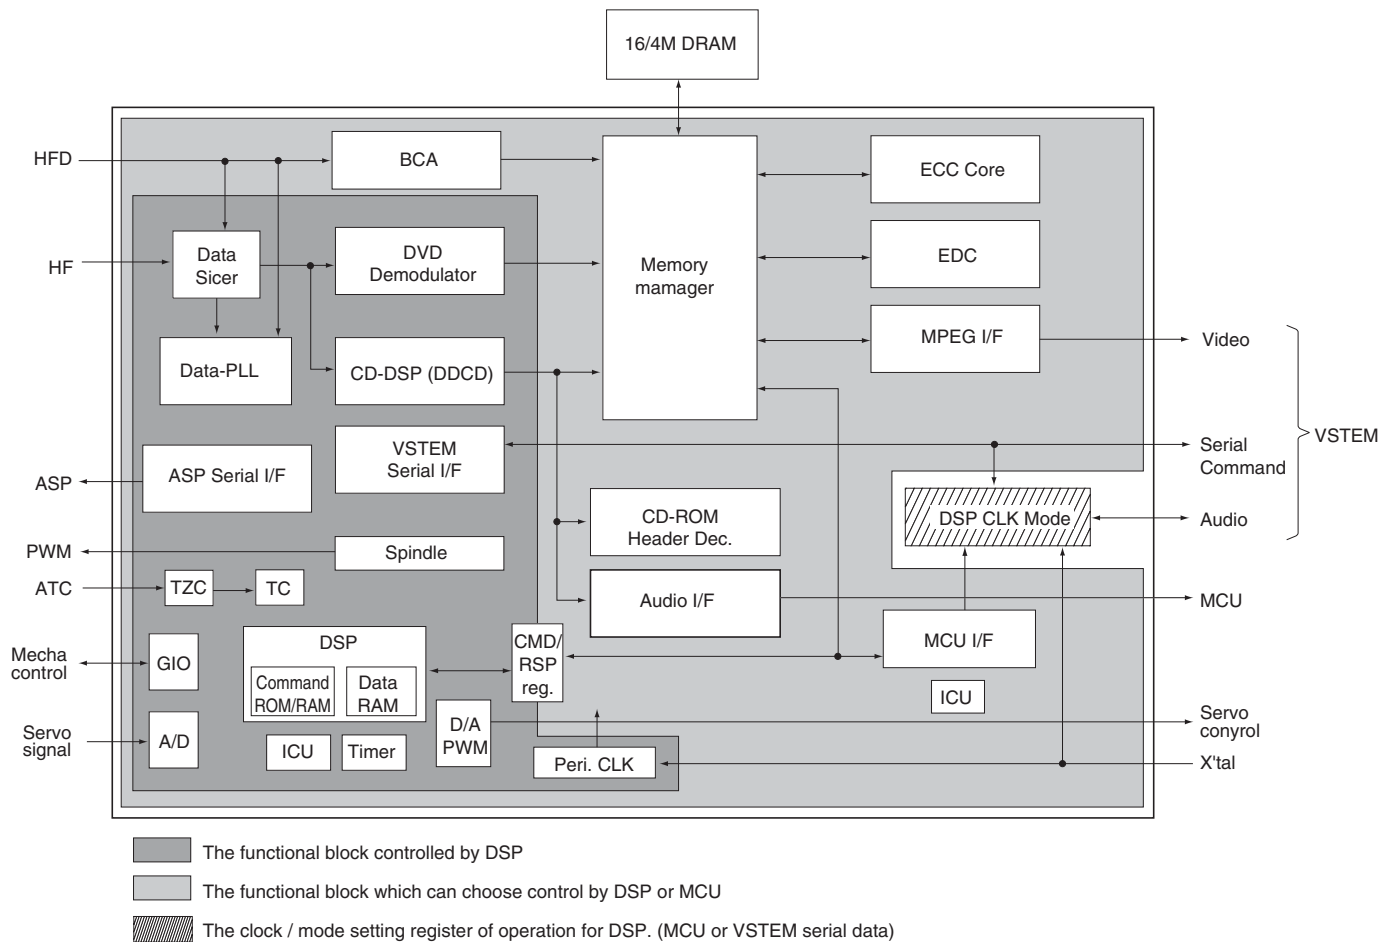 16/4M DRAM
HFD
BCA
ECC Core
HF
Data
Sicer
DVD
Demodulator
Memory
mamager
EDC
Data-PLL
CD-DSP (DDCD)
MPEG I/F
Video
ASP
ASP Serial I/F
VSTEM
Serial I/F
Serial
Command
VSTEM
DSP CLK Mode
Audio
CD-ROM
Header Dec.
PWM
Spindle
ATC
TZC
TC
Audio I/F
MCU
Mecha
control
GIO
DSP
Command
ROM/RAM
Data
RAM
CMD/
RSP
reg.
MCU I/F
ICU
Servo
signal
A/D
ICU
Timer
D/A
PWM
Peri. CLK
Servo
conyrol
X'tal
The functional block controlled by DSP
The functional block which can choose control by DSP or MCU
The clock / mode setting register of operation for DSP. (MCU or VSTEM serial data)